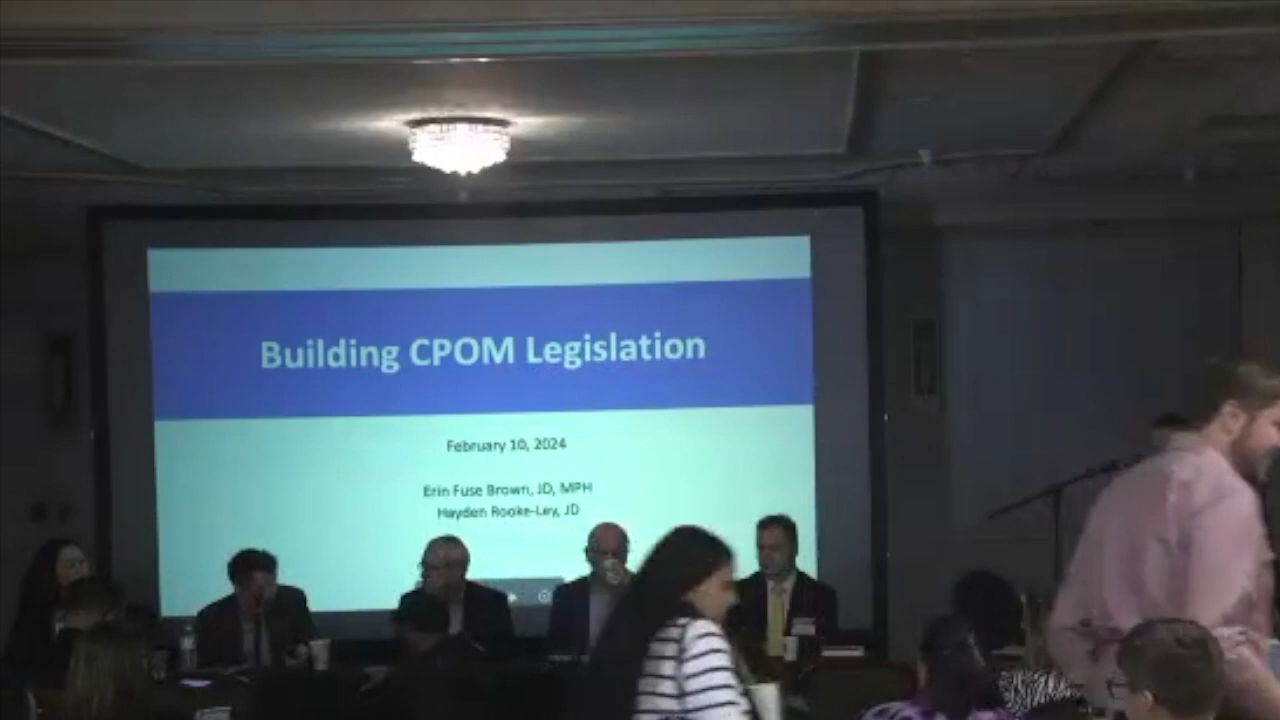 Building CPOM Legislation
February 10, 2024
Erin Fuse Brown, JD, MPH
Hayden Rooke-Ley, JD